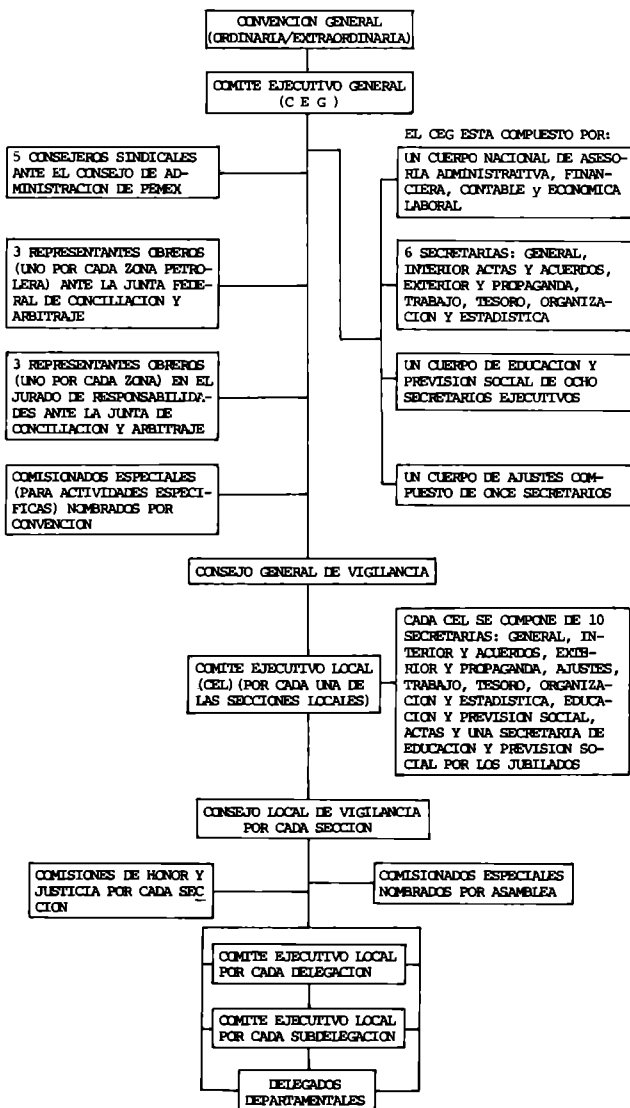 CONVENCION GENERAL
(ORDINARIA/EXTRAORDINARIA)
COMITE EJECUTIVO GENERAL
(C E G)
5 CONSEJEROS SINDICALES
ANTE EL CONSEJO DE AD-
MINISTRACION DE PEMEX
3 REPRESENTANTES OBREROS
(UNO POR CADA ZONA PETRO-
LERA) ANTE LA JUNTA FEDE-
RAL DE CONCILIACION Y
ARBITRAJE
3 REPRESENTANTES OBREROS
(UNO POR CADA ZONA) EN EL
JURADO DE RESPONSABILIDA-
DES ANTE LA JUNTA DE
CONCILIACION Y ARBITRAJE
COMISIONADOS ESPECIALES
(PARA ACTIVIDADES ESPECI-
FICAS) NOMBRADOS POR
CONVENCION
EL CEG ESTA COMPUESTO POR:
UN CUERPO NACIONAL DE ASESO-
RIA ADMINISTRATIVA, FINAN-
CIERA, CONTABLE y ECONOMICA
LABORAL
6 SECRETARIAS: GENERAL,
INTERIOR ACTAS Y ACUERDOS,
EXTERIOR Y PROPAGANDA,
TRABAJO, TESORO, ORGANIZA-
CION Y ESTADISTICA
UN CUERPO DE EDUCACION Y
PREVISION SOCIAL DE OCHO
SECRETARIOS EJECUTIVOS
UN CUERPO DE AJUSTES COM-
PUESTO DE ONCE SECRETARIOS
CONSEJO GENERAL DE VIGILANCIA
COMITE EJECUTIVO LOCAL
(CEL) (POR CADA UNA DE
LAS SECCIONES LOCALES)
CADA CEL SE COMPONE DE 10
SECRETARIAS: GENERAL, IN-
TERIOR Y ACUERDOS, EXTE-
RIOR Y PROPAGANDA, AJUSTES,
TRABAJO, TESORO, ORGANIZA-
CION Y ESTADISTICA, EDUCA-
CION Y PREVISION SOCIAL,
ACTAS Y UNA SECRETARIA DE
EDUCACION Y PREVISION SO-
CIAL POR LOS JUBILADOS
CONSEJO LOCAL DE VIGILANCIA
POR CADA SECCION
COMISIONES DE HONOR Y
JUSTICIA POR CADA SEC
CION
COMISIONADOS ESPECIALES
NOMBRADOS POR ASAMBLEA
COMITE EJECUTIVO LOCAL
POR CADA DELEGACION
COMITE EJECUTIVO LOCAL
POR CADA SUBDELEGACION
DELEGADOS
DEPARTAMENTALES